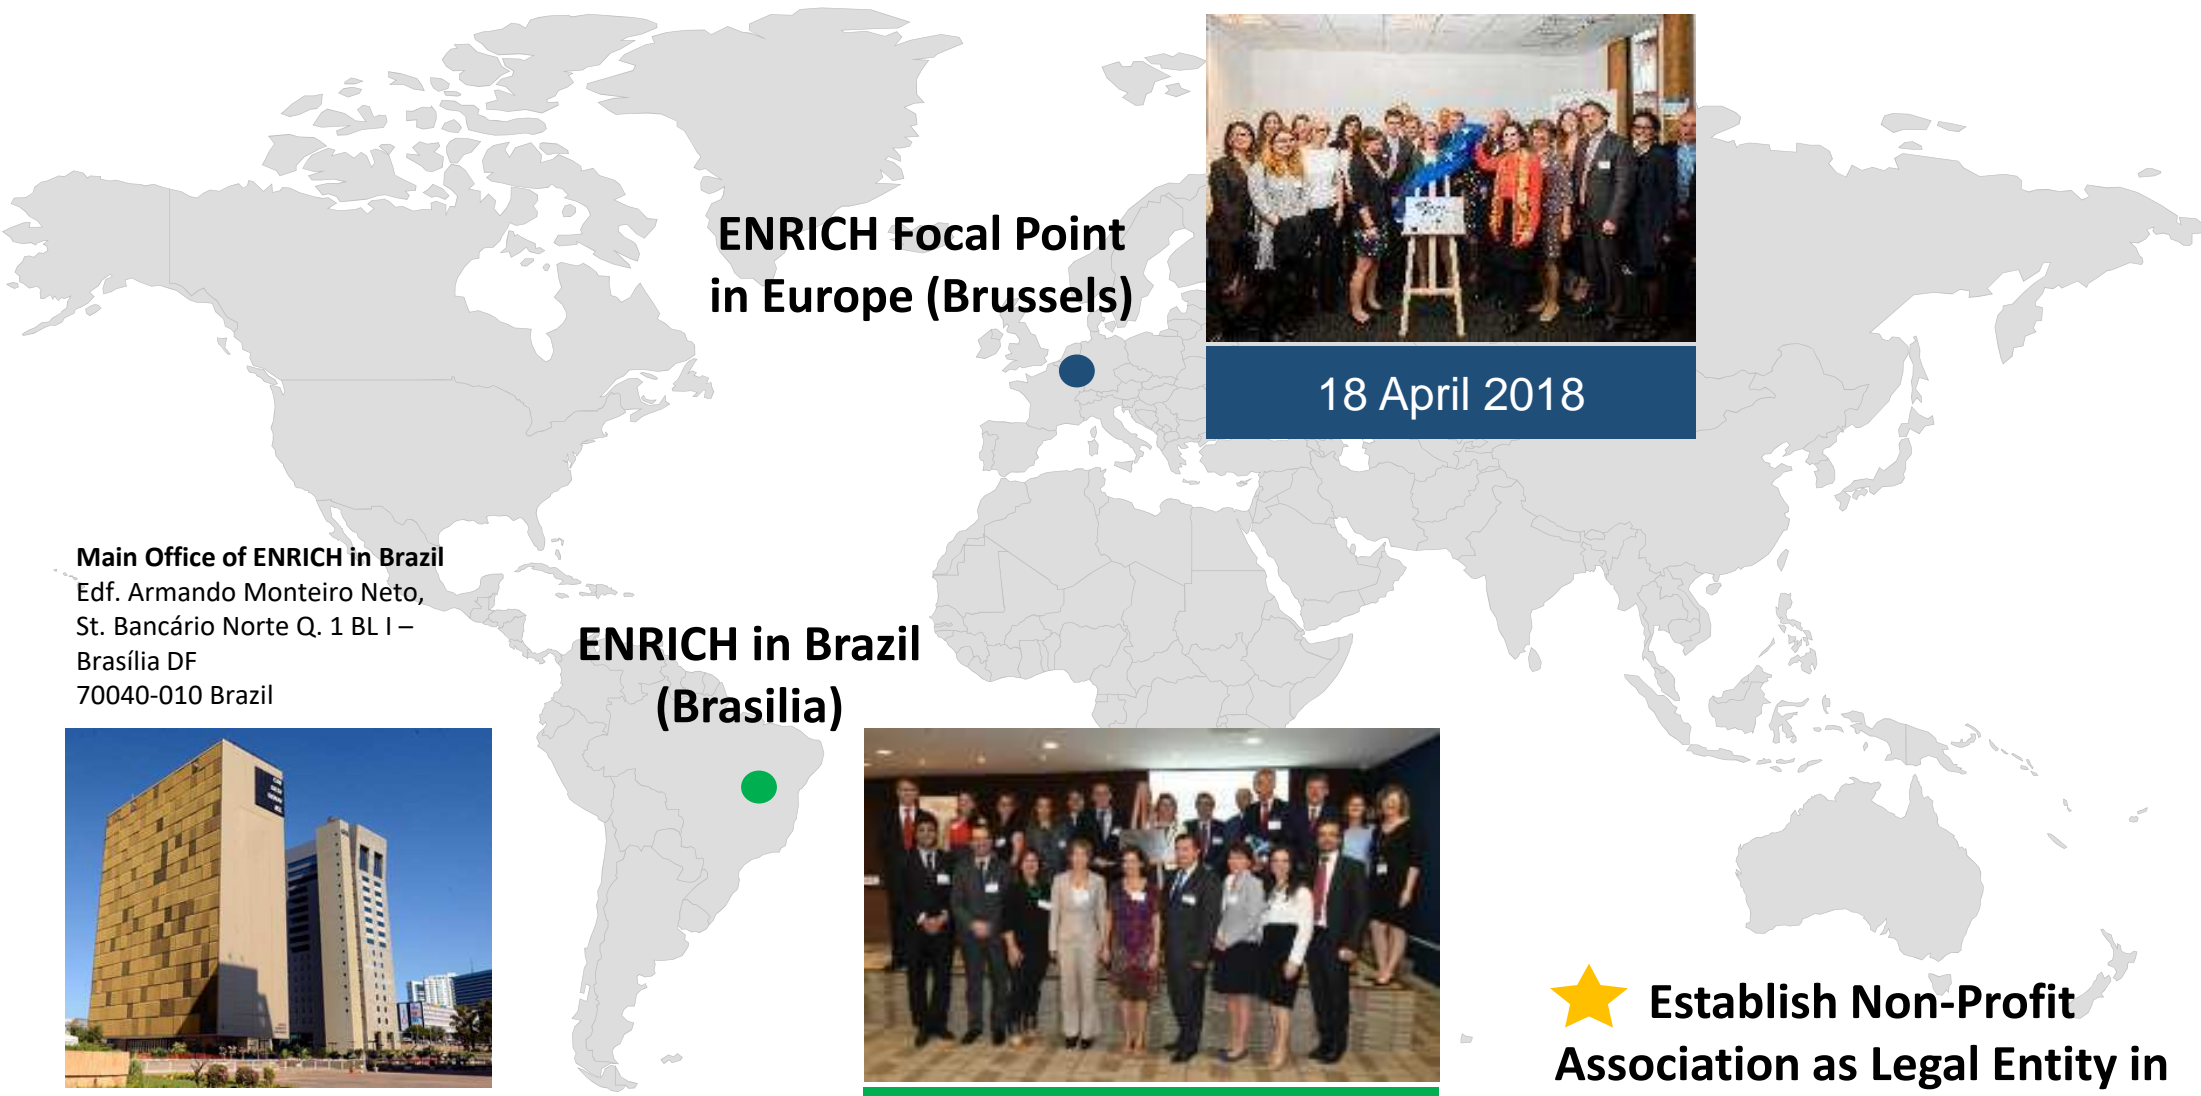 ENRICH Focal Point
in Europe (Brussels)
18 April 2018
Main Office of ENRICH in Brazil
Edf. Armando Monteiro Neto,
St. Bancário Norte Q. 1 BL I –
Brasília DF
70040-010 Brazil
ENRICH in Brazil
(Brasilia)
Establish Non-Profit
Association as Legal Entity in